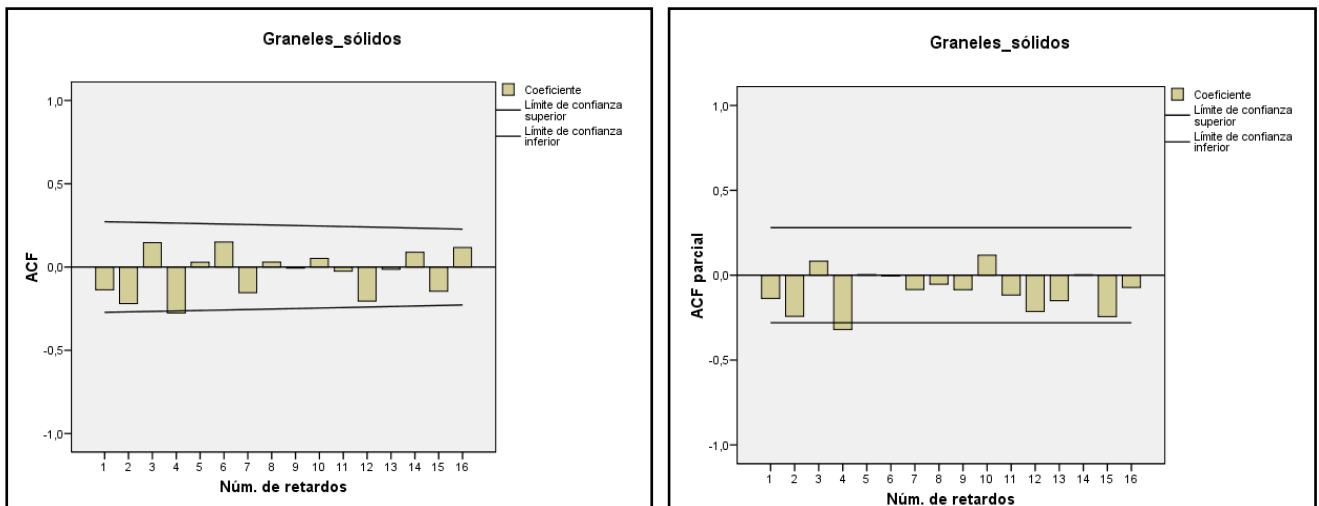 Graneles_sólidos
Coeficiente
Límite de confianza
superior
Límite de confianza
inferior
1,0
0,5
0,0
-0,5
-1,0
ACF
1 2 3 4 5 6 7 8 9 10 11 12 13 14 15 16
Núm. de retardos
Graneles_sólidos
Coeficiente
Límite de confianza
superior
Límite de confianza
inferior
1,0
0,5
0,0
-0,5
-1,0
ACF parcial
1 2 3 4 5 6 7 8 9 10 11 12 13 14 15 16
Núm. de retardos